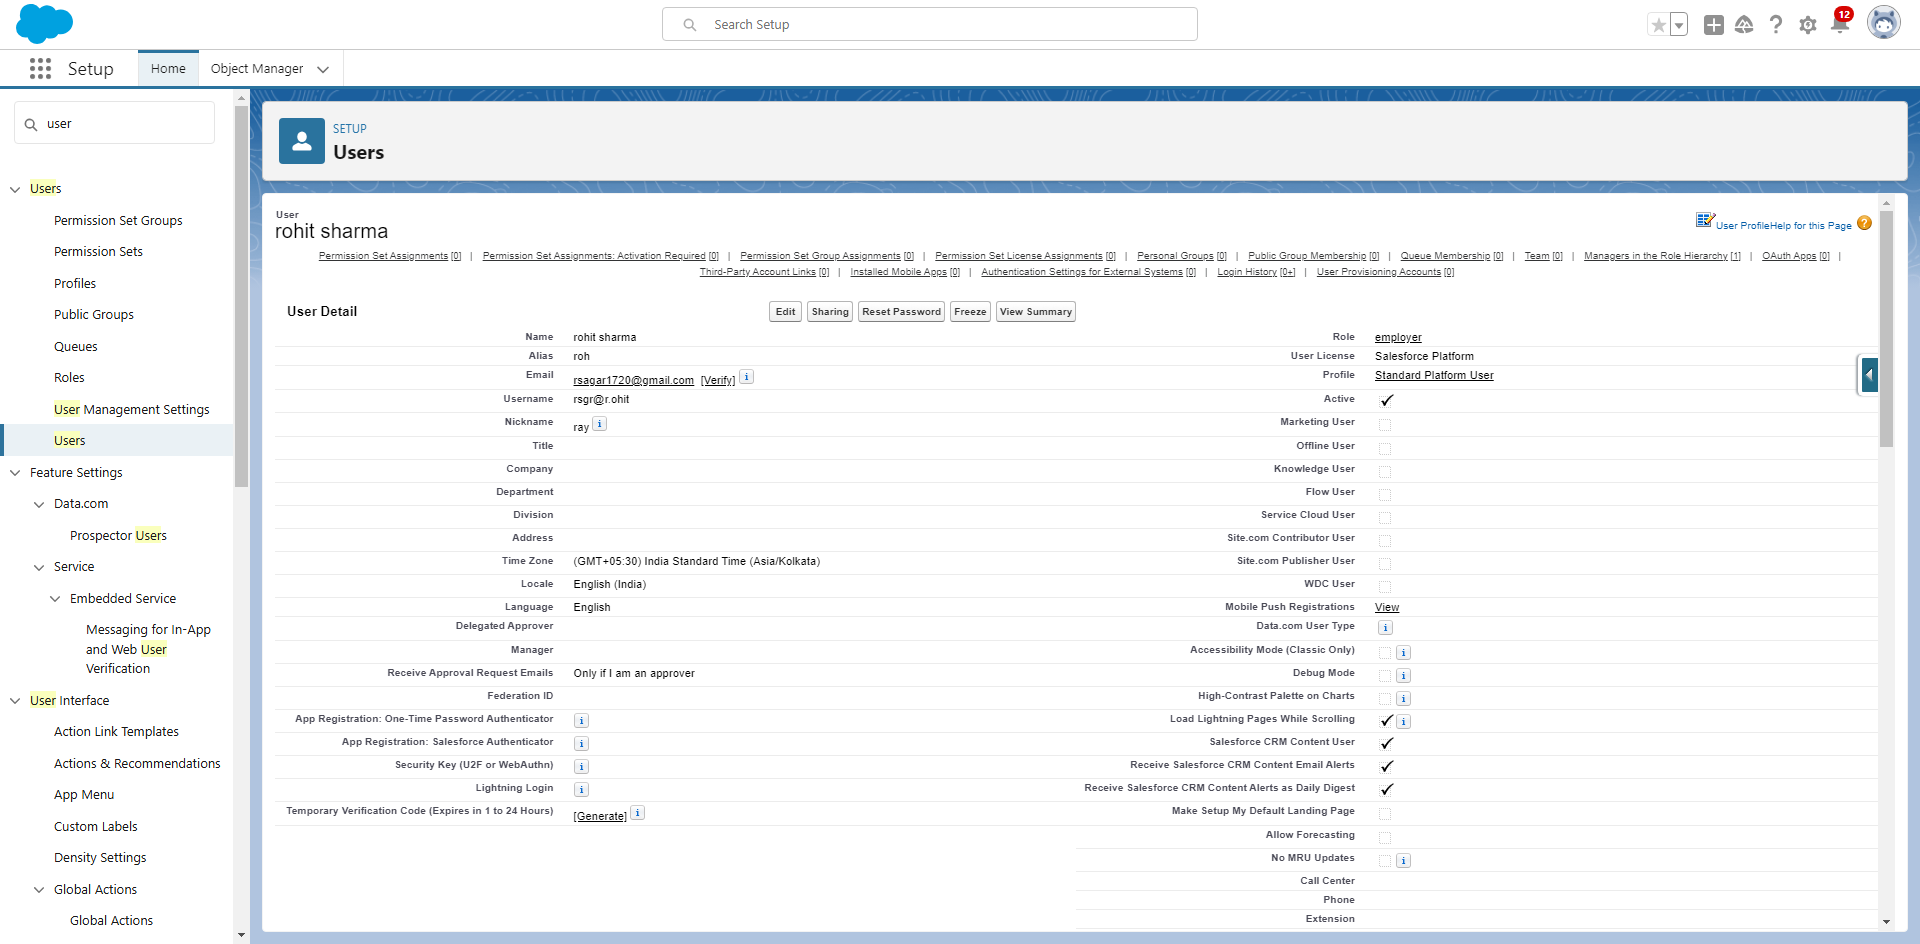 Search Setup
12
Setup
Home
Object Manager
user
Users
Permission Set Groups
Permission Sets
Profiles
Public Groups
Queues
Roles
User Management Settings
Users
Feature Settings
Data.com
Prospector Users
Service
Embedded Service
Messaging for In-App
and Web User
Verification
User Interface
Action Link Templates
Actions & Recommendations
App Menu
Custom Labels
Density Settings
Global Actions
Global Actions
SETUP
Users
User
rohit sharma
User Profile Help for this Page ?
Permission Set Assignments [0] | Permission Set Assignments: Activation Required [0] | Permission Set Group Assignments [0] | Permission Set License Assignments [0] | Personal Groups [0] | Public Group Membership [0] | Queue Membership [0] | Team [0] | Managers in the Role Hierarchy [1] | OAuth Apps [0] |
Third-Party Account Links [0] | Installed Mobile Apps [0] | Authentication Settings for External Systems [0] | Login History [0+] | User Provisioning Accounts [0]
User Detail
Edit Sharing Reset Password Freeze View Summary
Name rohit sharma
Alias roh
Email rsagar1720@gmail.com [Verify] i
Username rsgr@r.ohit
Nickname ray i
Title
Company
Department
Division
Address
Time Zone (GMT+05:30) India Standard Time (Asia/Kolkata)
Locale English (India)
Language English
Delegated Approver
Manager
Receive Approval Request Emails Only if I am an approver
Federation ID
App Registration: One-Time Password Authenticator i
App Registration: Salesforce Authenticator i
Security Key (U2F or WebAuthn) i
Lightning Login i
Temporary Verification Code (Expires in 1 to 24 Hours) [Generate] i
Role employer
User License Salesforce Platform
Profile Standard Platform User
Active
Marketing User
Offline User
Knowledge User
Flow User
Service Cloud User
Site.com Contributor User
Site.com Publisher User
WDC User
Mobile Push Registrations View
Data.com User Type i
Accessibility Mode (Classic Only) i
Debug Mode i
High-Contrast Palette on Charts i
Load Lightning Pages While Scrolling i
Salesforce CRM Content User
Receive Salesforce CRM Content Email Alerts
Receive Salesforce CRM Content Alerts as Daily Digest
Make Setup My Default Landing Page
Allow Forecasting
No MRU Updates i
Call Center
Phone
Extension